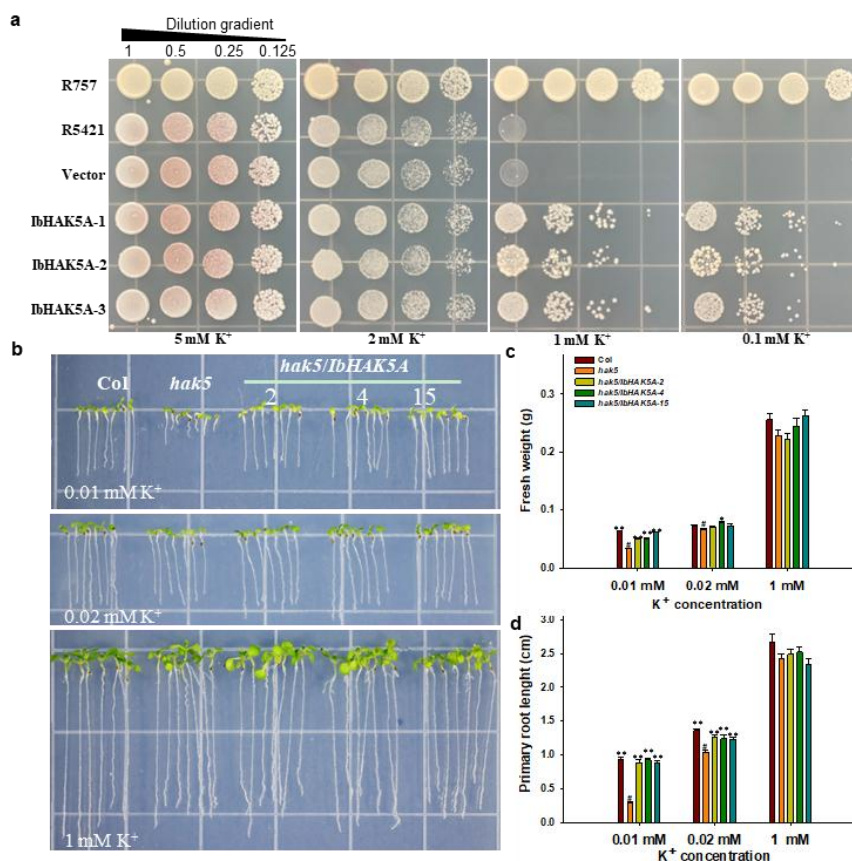 a
Dilution gradient
1 0.5 0.25 0.125
R757
R5421
Vector
IbHAK5A-1
IbHAK5A-2
IbHAK5A-3
5 mM K⁺ 2 mM K⁺ 1 mM K⁺ 0.1 mM K⁺
b
Col hak5 hak5/IbHAK5A
2 4 15
0.01 mM K⁺
0.02 mM K⁺
1 mM K⁺
c
Col
hak5
hak5/IbHAK5A-2
hak5/IbHAK5A-4
hak5/IbHAK5A-15
Fresh weight (g)
0.3
0.2
0.1
0.0
** # ** ** **
# *
0.01 mM 0.02 mM 1 mM
K⁺ concentration
d
Primary root lenght (cm)
3.0
2.5
2.0
1.5
1.0
0.5
0.0
** # ** ** **
** # ** ** **
0.01 mM 0.02 mM 1 mM
K⁺ concentration